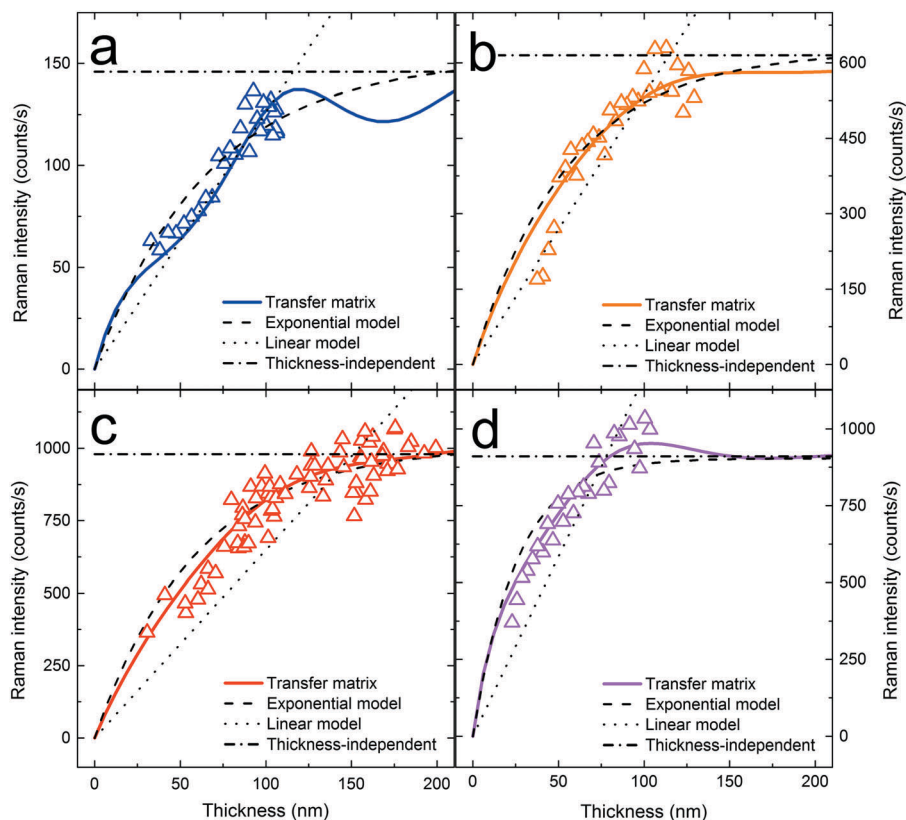 a
Raman intensity (counts/s)
150
100
50
0
Transfer matrix
Exponential model
Linear model
Thickness-independent
b
Raman intensity (counts/s)
600
450
300
150
0
Transfer matrix
Exponential model
Linear model
Thickness-independent
c
Raman intensity (counts/s)
1000
750
500
250
0
Transfer matrix
Exponential model
Linear model
Thickness-independent
0 50 100 150 200
Thickness (nm)
d
Raman intensity (counts/s)
1000
750
500
250
0
Transfer matrix
Exponential model
Linear model
Thickness-independent
0 50 100 150 200
Thickness (nm)